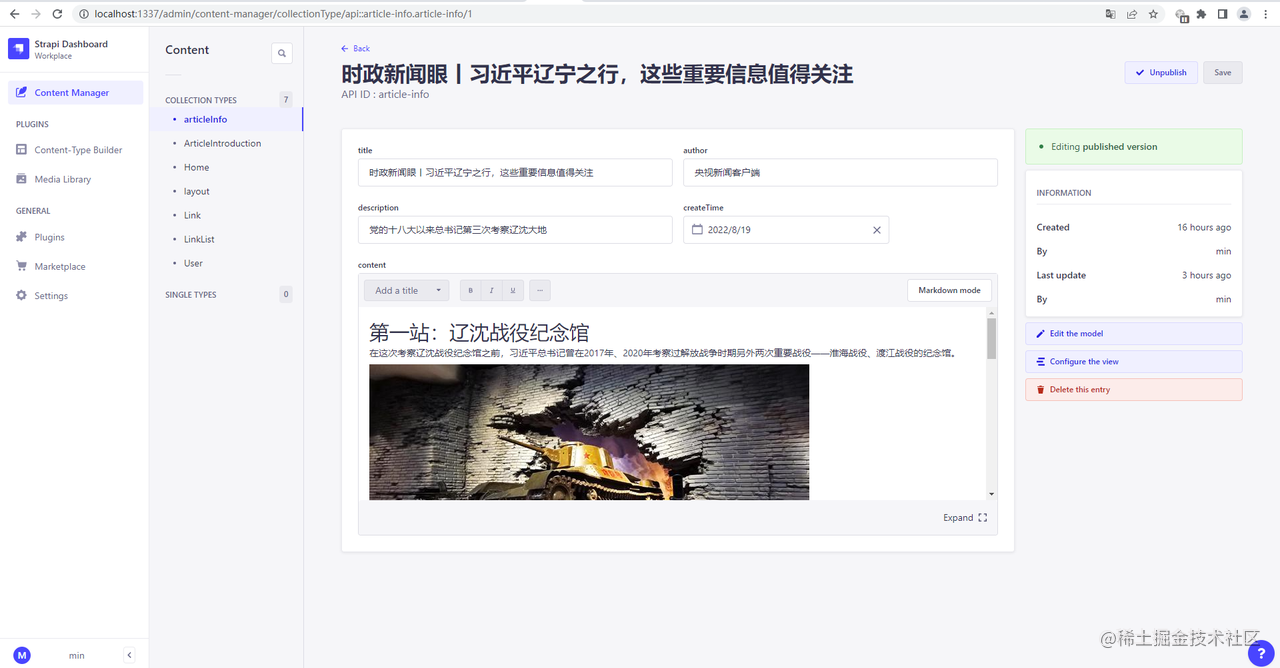 localhost:1337/admin/content-manager/collectionType/api::article-info.article-info/1
Strapi Dashboard
Workplace
Content Manager
PLUGINS
Content-Type Builder
Media Library
GENERAL
Plugins
Marketplace
Settings
M
min
Content
COLLECTION TYPES
7
articleInfo
ArticleIntroduction
Home
layout
Link
LinkList
User
SINGLE TYPES
0
Back
时政新闻眼丨习近平辽宁之行，这些重要信息值得关注
API ID : article-info
Unpublish
Save
title
时政新闻眼丨习近平辽宁之行，这些重要信息值得关注
author
央视新闻客户端
description
党的十八大以来总书记第三次考察辽沈大地
createTime
2022/8/19
content
Add a title
B
I
U
Markdown mode
第一站：辽沈战役纪念馆
在这次考察辽沈战役纪念馆之前，习近平总书记曾在2017年、2020年考察过解放战争时期另外两次重要战役——淮海战役、渡江战役的纪念馆。
Expand
Editing published version
INFORMATION
Created
16 hours ago
By
min
Last update
3 hours ago
By
min
Edit the model
Configure the view
Delete this entry
@稀土掘金技术社区
?